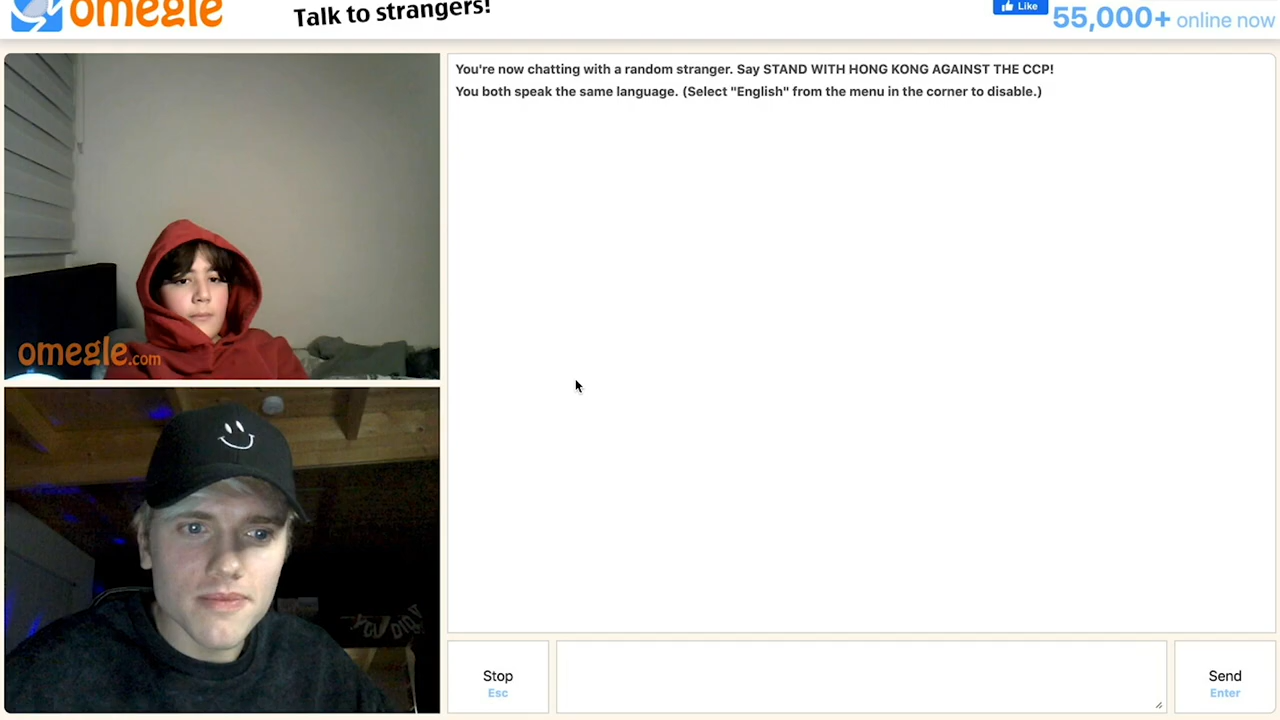 omegle
Talk to strangers!
Like
55,000+ online now
You're now chatting with a random stranger. Say STAND WITH HONG KONG AGAINST THE CCP!
You both speak the same language. (Select "English" from the menu in the corner to disable.)
omegle.com
YOU DID
Stop
Esc
Send
Enter